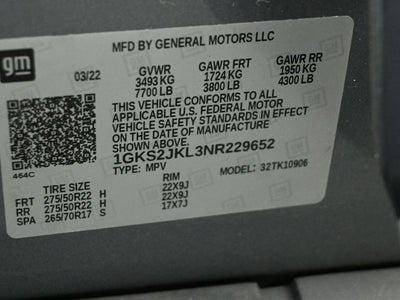 gm
MFD BY GENERAL MOTORS LLC
03/22 GVWR GAWR FRT GAWR RR
3493 KG 1724 KG 1950 KG
7700 LB 3800 LB 4300 LB
THIS VEHICLE CONFORMS TO ALL
APPLICABLE U.S. FEDERAL MOTOR
VEHICLE SAFETY STANDARDS IN EFFECT
ON THE DATE OF MANUFACTURE
SHOWN ABOVE.
464C
1GKS2JKL3NR229652
TYPE: MPV MODEL: 32TK10906
TIRE SIZE RIM
FRT 275/50R22 H 22X9J
RR 275/50R22 H 22X9J
SPA 265/70R17 S 17X7J